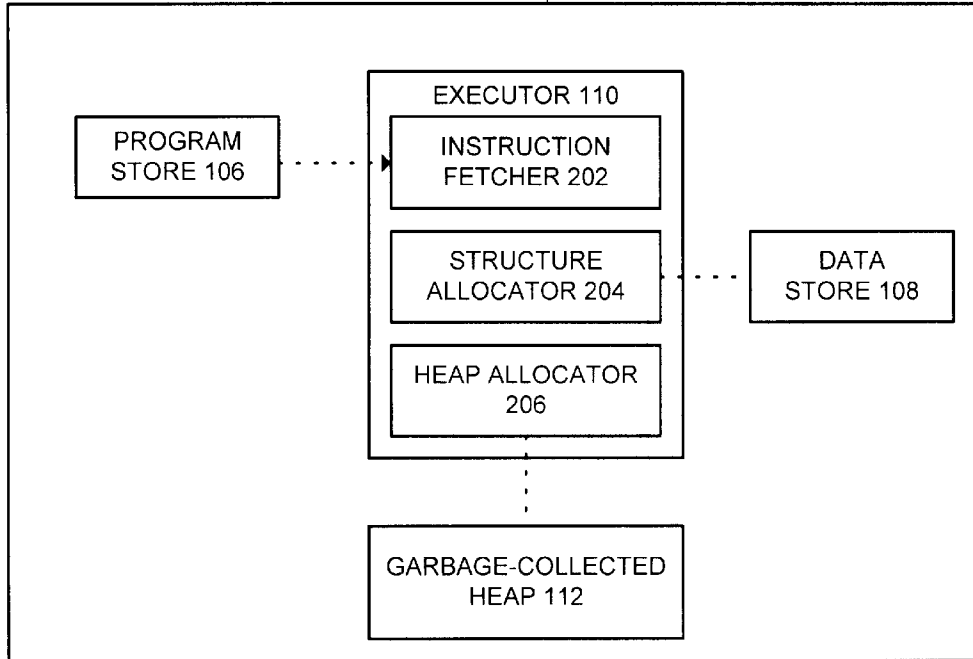 EXECUTOR 110
PROGRAM
STORE 106
INSTRUCTION
FETCHER 202
STRUCTURE
ALLOCATOR 204
DATA
STORE 108
HEAP ALLOCATOR
206
GARBAGE-COLLECTED
HEAP 112